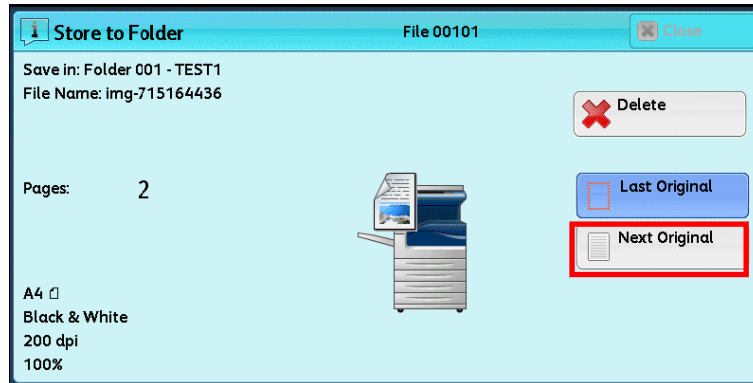 Store to Folder
File 00101
Close
Save in: Folder 001 - TEST1
File Name: img-715164436
Delete
Pages: 2
Last Original
Next Original
A4
Black & White
200 dpi
100%